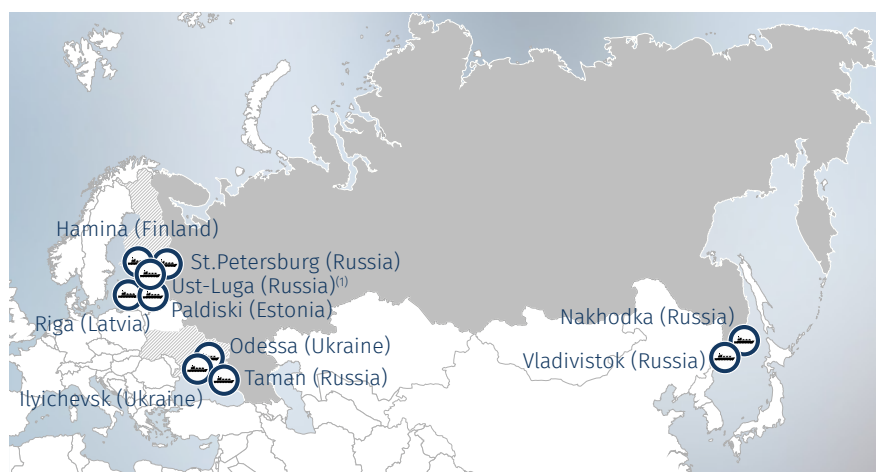 Hamina (Finland)
St.Petersburg (Russia)
Ust-Luga (Russia)(1)
Paldiski (Estonia)
Riga (Latvia)
Odessa (Ukraine)
Taman (Russia)
Ilyichevsk (Ukraine)
Nakhodka (Russia)
Vladivistok (Russia)